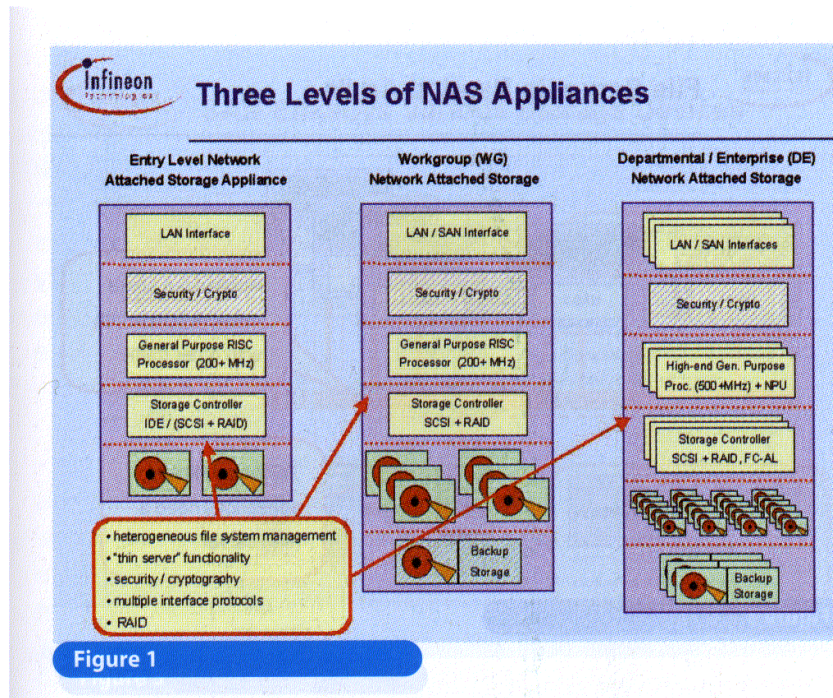 Infineon
Technologies
Three Levels of NAS Appliances
Entry Level Network
Attached Storage Appliance
LAN Interface
Security / Crypto
General Purpose RISC
Processor (200+ MHz)
Storage Controller
IDE / (SCSI + RAID)
Workgroup (WG)
Network Attached Storage
LAN / SAN Interface
Security / Crypto
General Purpose RISC
Processor (200+ MHz)
Storage Controller
SCSI + RAID
Backup
Storage
Departmental / Enterprise (DE)
Network Attached Storage
LAN / SAN Interfaces
Security / Crypto
High-end Gen. Purpose
Proc. (500+MHz) + NPU
Storage Controller
SCSI + RAID, FC-AL
Backup
Storage
• heterogeneous file system management
• "thin server" functionality
• security / cryptography
• multiple interface protocols
• RAID
Figure 1